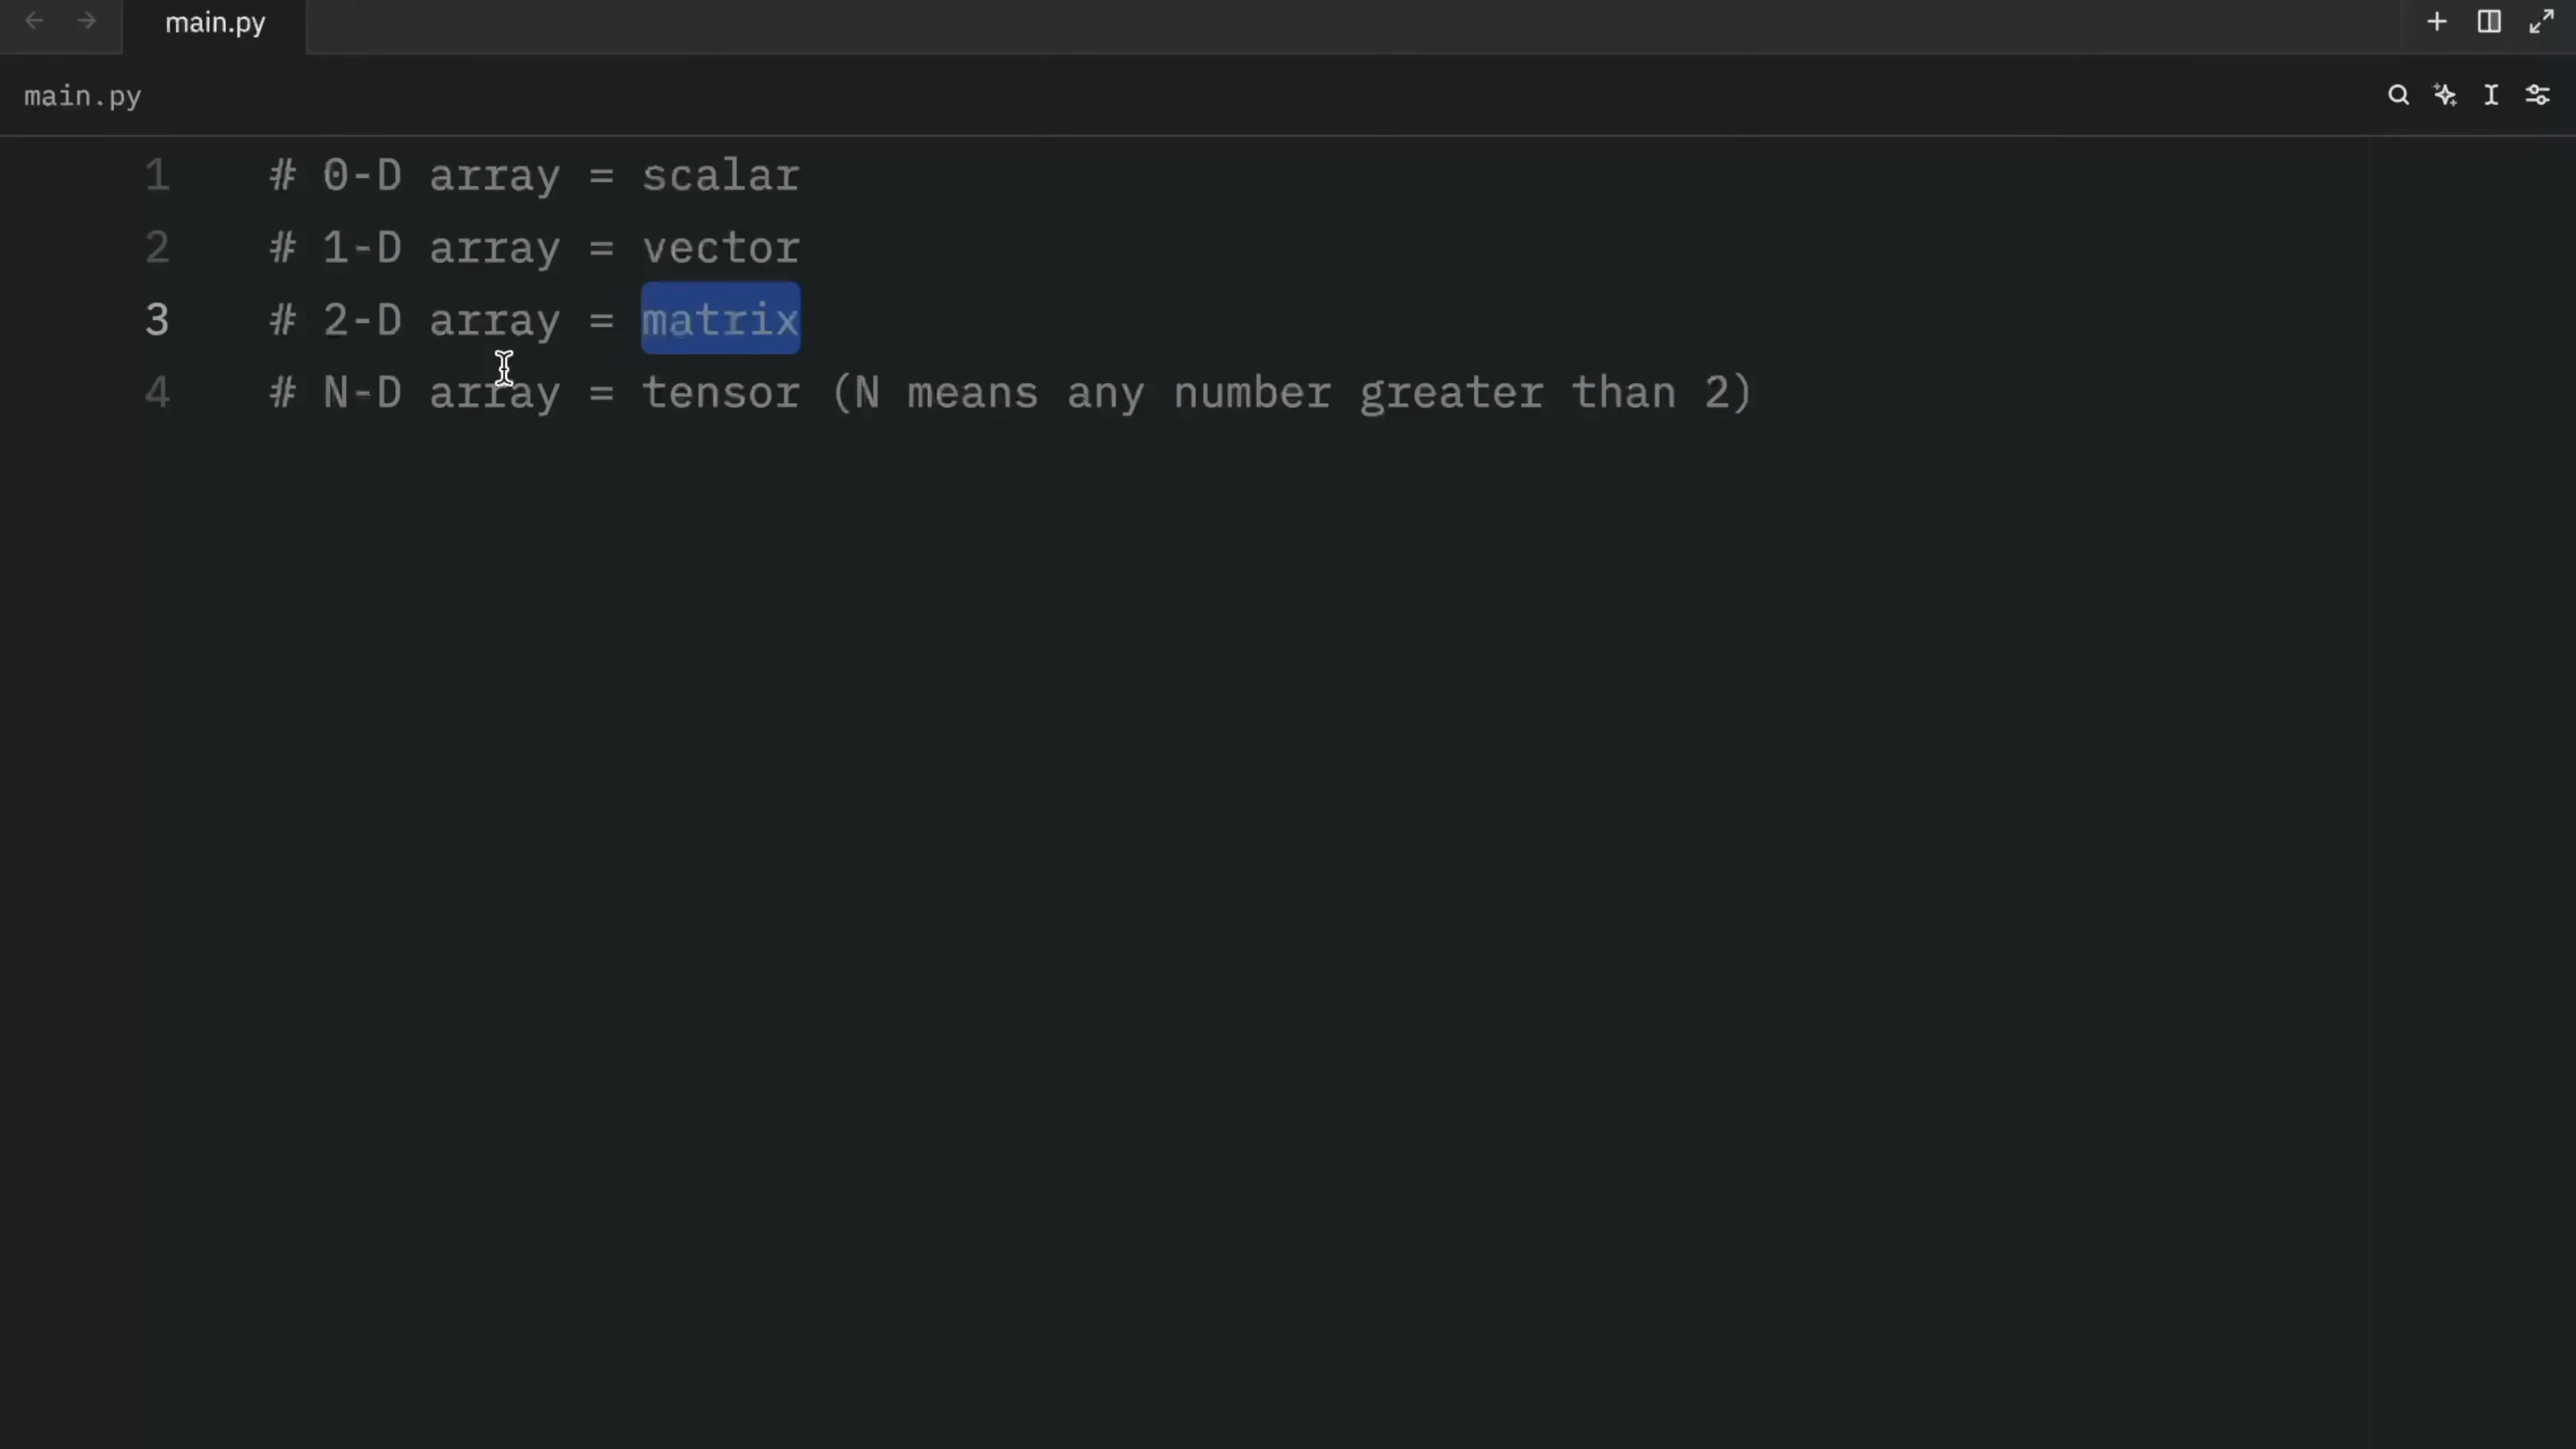 main.py
main.py
1 # 0-D array = scalar
2 # 1-D array = vector
3 # 2-D array = matrix
4 # N-D array = tensor (N means any number greater than 2)